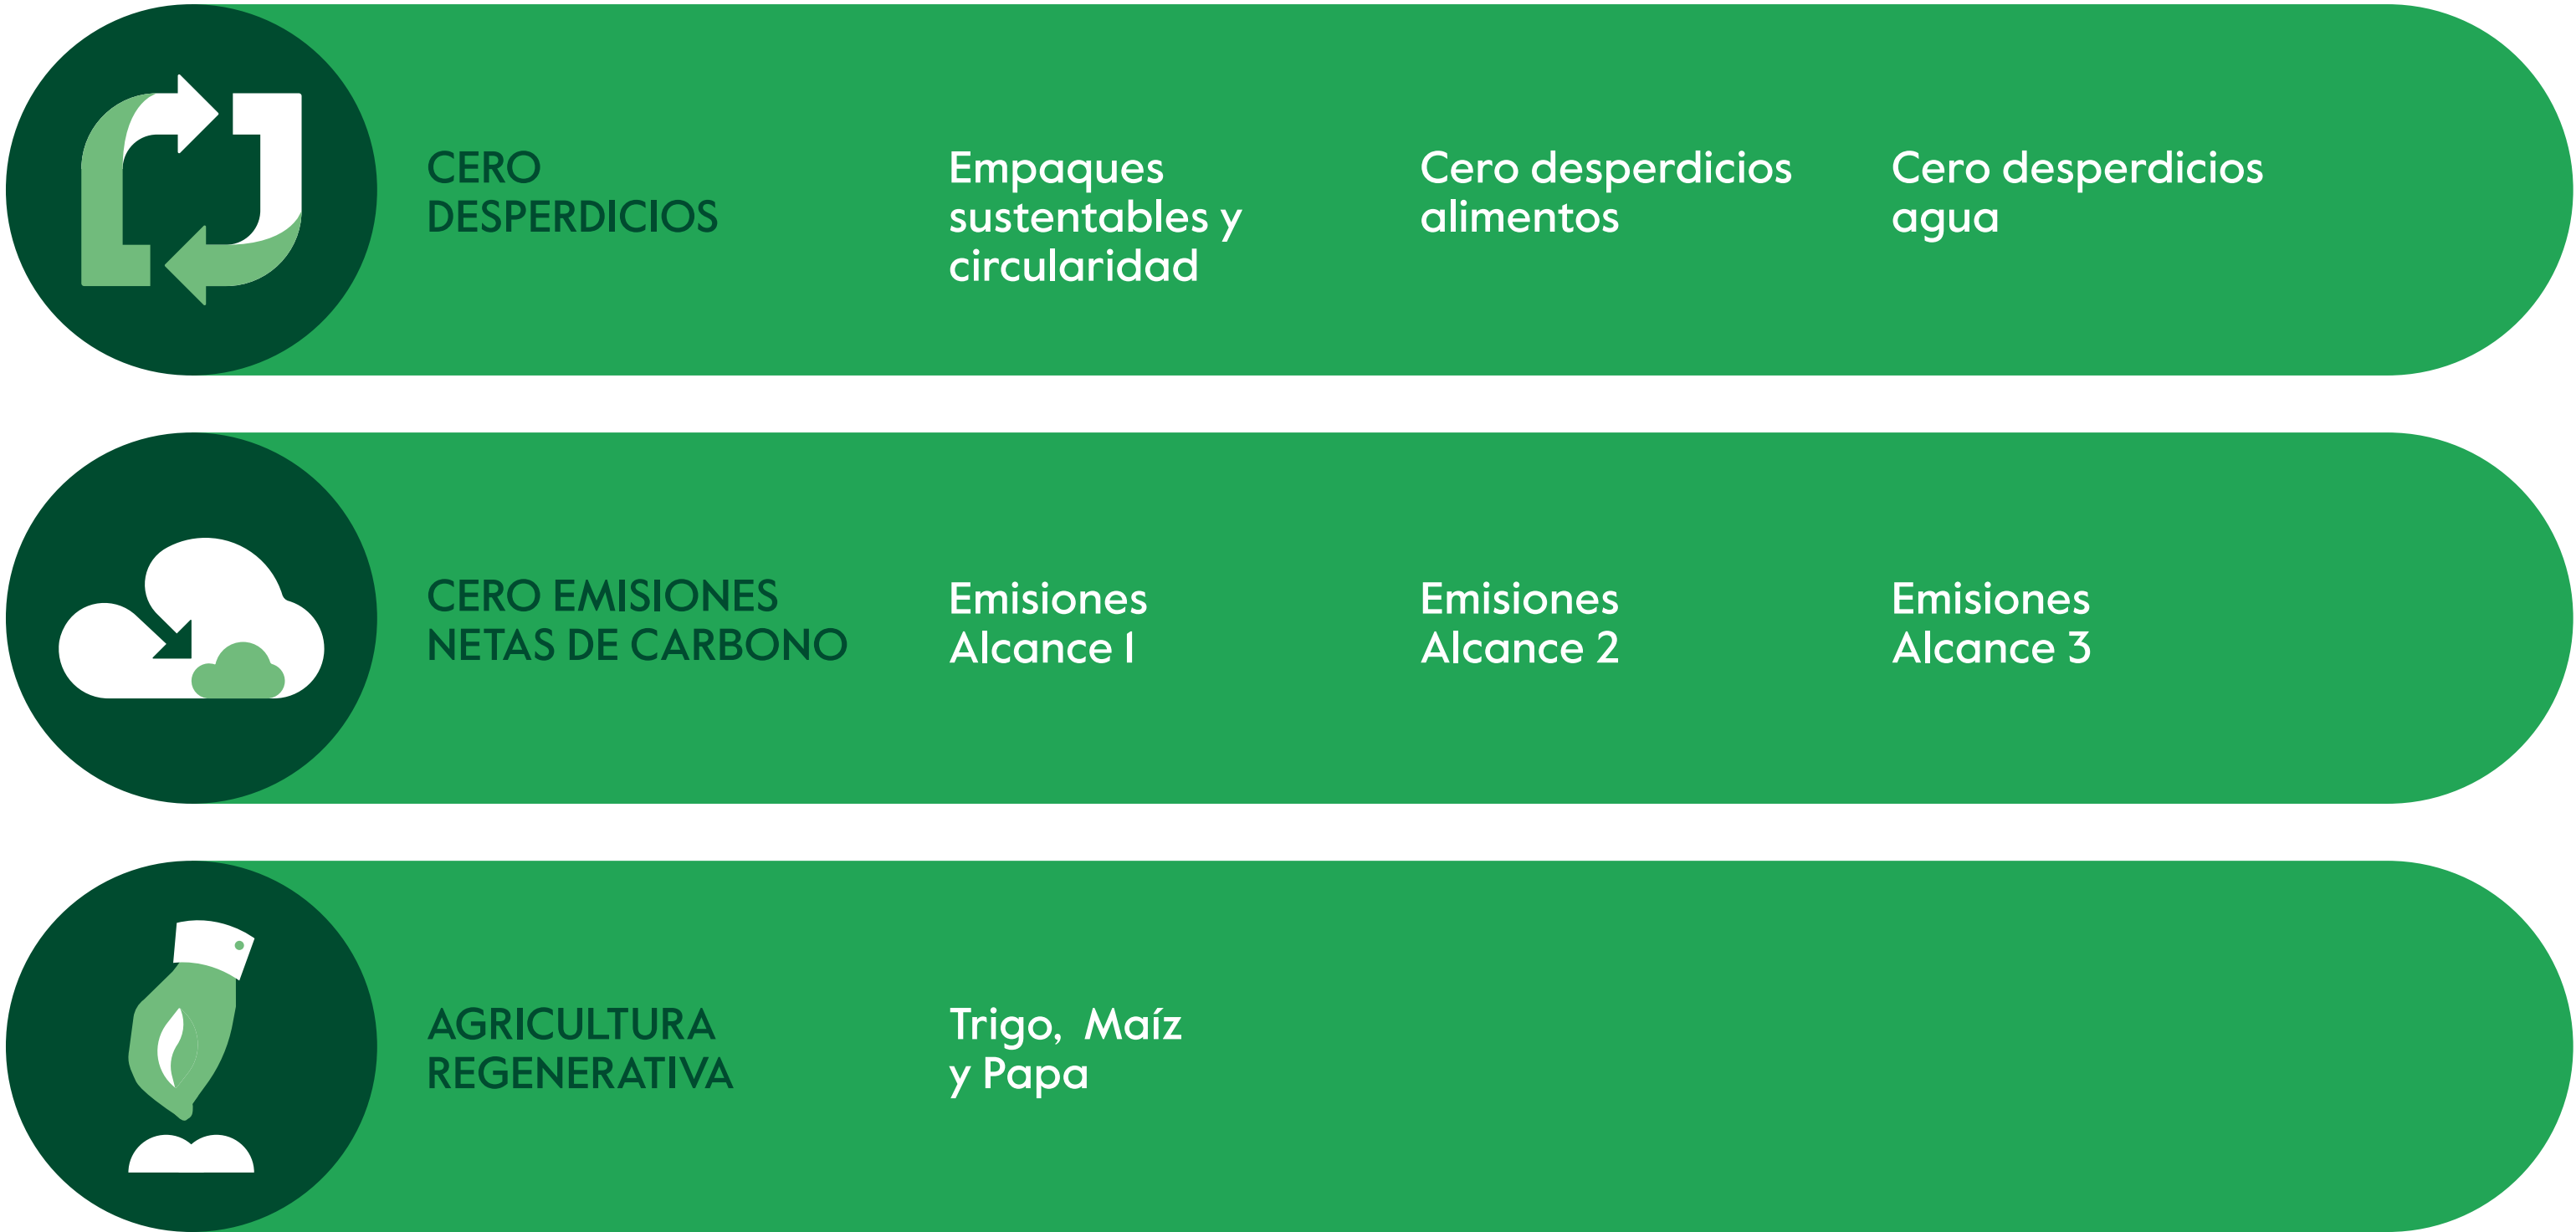 CERO
DESPERDICIOS
Empaques
sustentables y
circularidad
Cero desperdicios
alimentos
Cero desperdicios
agua
CERO EMISIONES
NETAS DE CARBONO
Emisiones
Alcance 1
Emisiones
Alcance 2
Emisiones
Alcance 3
AGRICULTURA
REGENERATIVA
Trigo, Maíz
y Papa